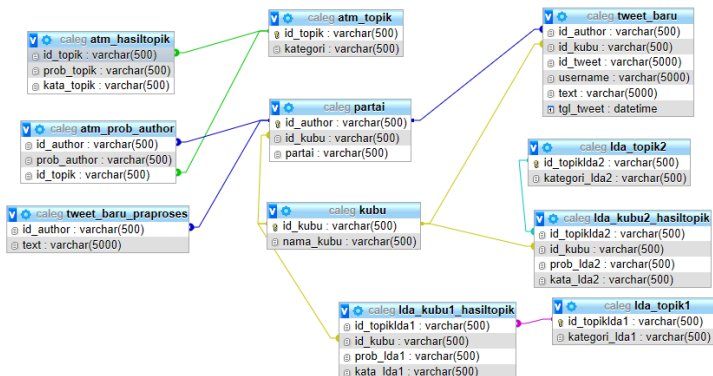 caleg atm_hasiltopik
id_topik : varchar(500)
prob_topik : varchar(500)
kata_topik : varchar(500)
caleg atm_topik
id_topik : varchar(500)
kategori : varchar(500)
caleg tweet_baru
id_author : varchar(500)
id_kubu : varchar(500)
id_tweet : varchar(5000)
username : varchar(5000)
text : varchar(5000)
tgl_tweet : datetime
caleg atm_prob_author
id_author : varchar(500)
prob_author : varchar(500)
id_topik : varchar(500)
caleg partai
id_author : varchar(500)
id_kubu : varchar(500)
partai : varchar(500)
caleg lda_topik2
id_topiklda2 : varchar(500)
kategori_lda2 : varchar(500)
caleg tweet_baru_praproses
id_author : varchar(500)
text : varchar(5000)
caleg kubu
id_kubu : varchar(500)
nama_kubu : varchar(500)
caleg lda_kubu2_hasiltopik
id_topiklda2 : varchar(500)
id_kubu : varchar(500)
prob_lda2 : varchar(500)
kata_lda2 : varchar(500)
caleg lda_kubu1_hasiltopik
id_topiklda1 : varchar(500)
id_kubu : varchar(500)
prob_lda1 : varchar(500)
kata_lda1 : varchar(500)
caleg lda_topik1
id_topiklda1 : varchar(500)
kategori_lda1 : varchar(500)